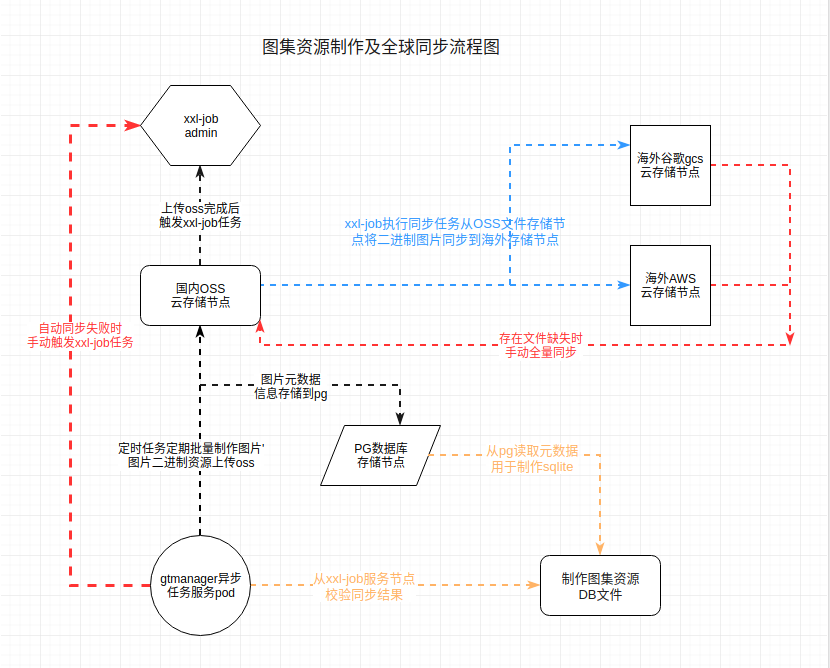 图集资源制作及全球同步流程图
xxl-job
admin
海外谷歌gcs
云存储节点
上传oss完成后
触发xxl-job任务
xxl-job执行同步任务从OSS文件存储节
点将二进制图片同步到海外存储节点
国内OSS
云存储节点
海外AWS
云存储节点
自动同步失败时
手动触发xxl-job任务
存在文件缺失时
手动全量同步
图片元数据
信息存储到pg
定时任务定期批量制作图片'
图片二进制资源上传oss
PG数据库
存储节点
从pg读取元数据
用于制作sqlite
gtmanager异步
任务服务pod
从xxl-job服务节点
校验同步结果
制作图集资源
DB文件